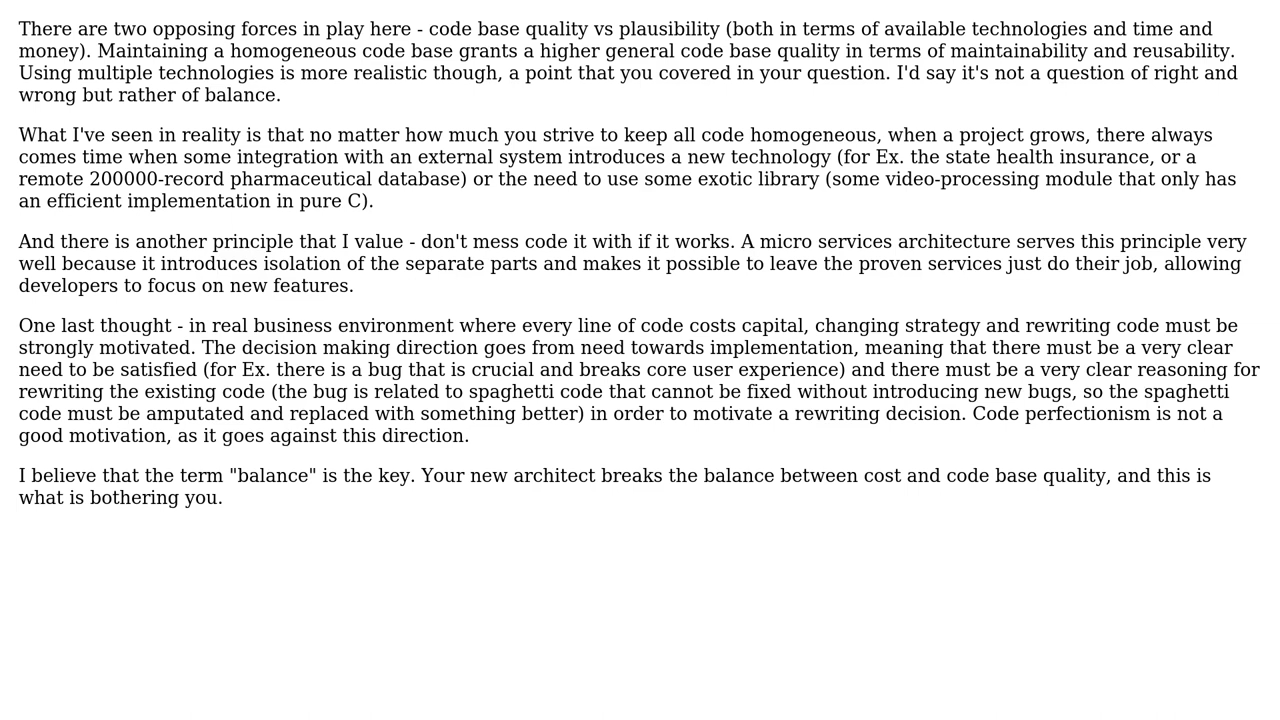 There are two opposing forces in play here - code base quality vs plausibility (both in terms of available technologies and time and
money). Maintaining a homogeneous code base grants a higher general code base quality in terms of maintainability and reusability.
Using multiple technologies is more realistic though, a point that you covered in your question. I'd say it's not a question of right and
wrong but rather of balance.
What I've seen in reality is that no matter how much you strive to keep all code homogeneous, when a project grows, there always
comes time when some integration with an external system introduces a new technology (for Ex. the state health insurance, or a
remote 200000-record pharmaceutical database) or the need to use some exotic library (some video-processing module that only has
an efficient implementation in pure C).
And there is another principle that I value - don't mess code it with if it works. A micro services architecture serves this principle very
well because it introduces isolation of the separate parts and makes it possible to leave the proven services just do their job, allowing
developers to focus on new features.
One last thought - in real business environment where every line of code costs capital, changing strategy and rewriting code must be
strongly motivated. The decision making direction goes from need towards implementation, meaning that there must be a very clear
need to be satisfied (for Ex. there is a bug that is crucial and breaks core user experience) and there must be a very clear reasoning for
rewriting the existing code (the bug is related to spaghetti code that cannot be fixed without introducing new bugs, so the spaghetti
code must be amputated and replaced with something better) in order to motivate a rewriting decision. Code perfectionism is not a
good motivation, as it goes against this direction.
I believe that the term "balance" is the key. Your new architect breaks the balance between cost and code base quality, and this is
what is bothering you.